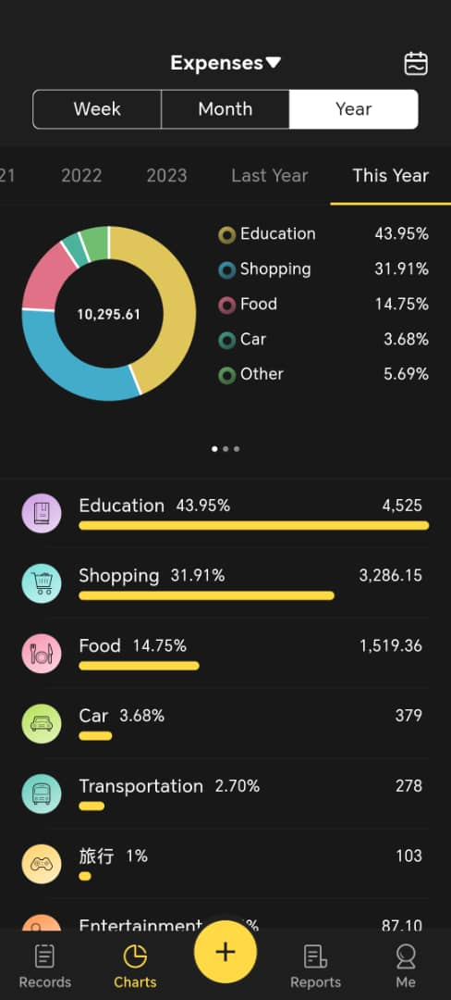 Expenses
Week Month Year
21 2022 2023 Last Year This Year
Education 43.95%
Shopping 31.91%
10,295.61
Food 14.75%
Car 3.68%
Other 5.69%
Education 43.95% 4,525
Shopping 31.91% 3,286.15
Food 14.75% 1,519.36
Car 3.68% 379
Transportation 2.70% 278
旅行 1% 103
Entertainment % 87.10
Records Charts + Reports Me